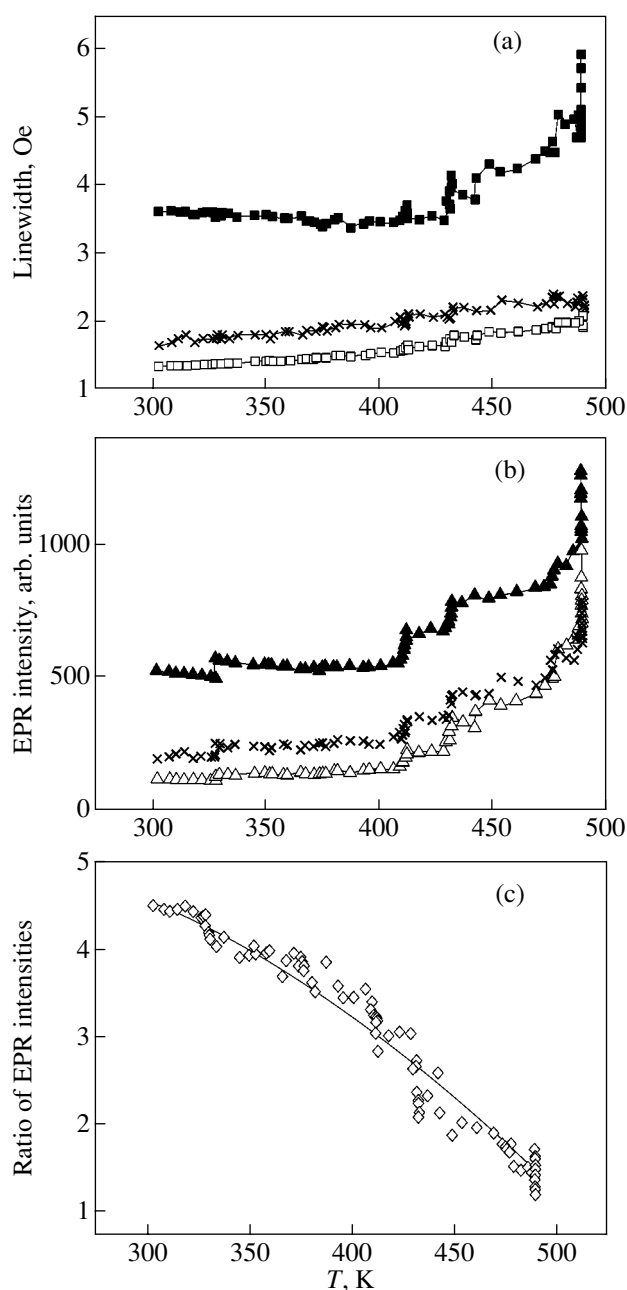 (a)
Linewidth, Oe
6
5
4
3
2
1
300 350 400 450 500
(b)
EPR intensity, arb. units
1000
500
0
300 350 400 450 500
(c)
Ratio of EPR intensities
5
4
3
2
1
300 350 400 450 500
T, K